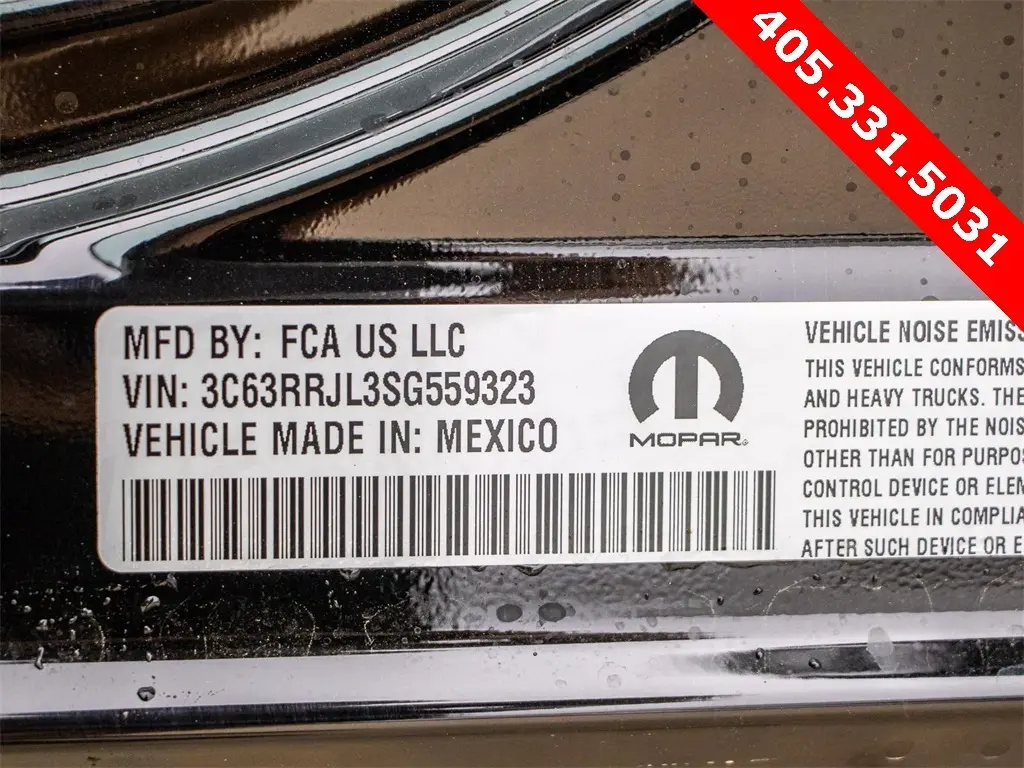 405.331.5031
MFD BY: FCA US LLC
VIN: 3C63RRJL3SG559323
VEHICLE MADE IN: MEXICO
MOPAR
VEHICLE NOISE EMISS
THIS VEHICLE CONFORMS
AND HEAVY TRUCKS. THE
PROHIBITED BY THE NOIS
OTHER THAN FOR PURPOS
CONTROL DEVICE OR ELEM
THIS VEHICLE IN COMPLIA
AFTER SUCH DEVICE OR E